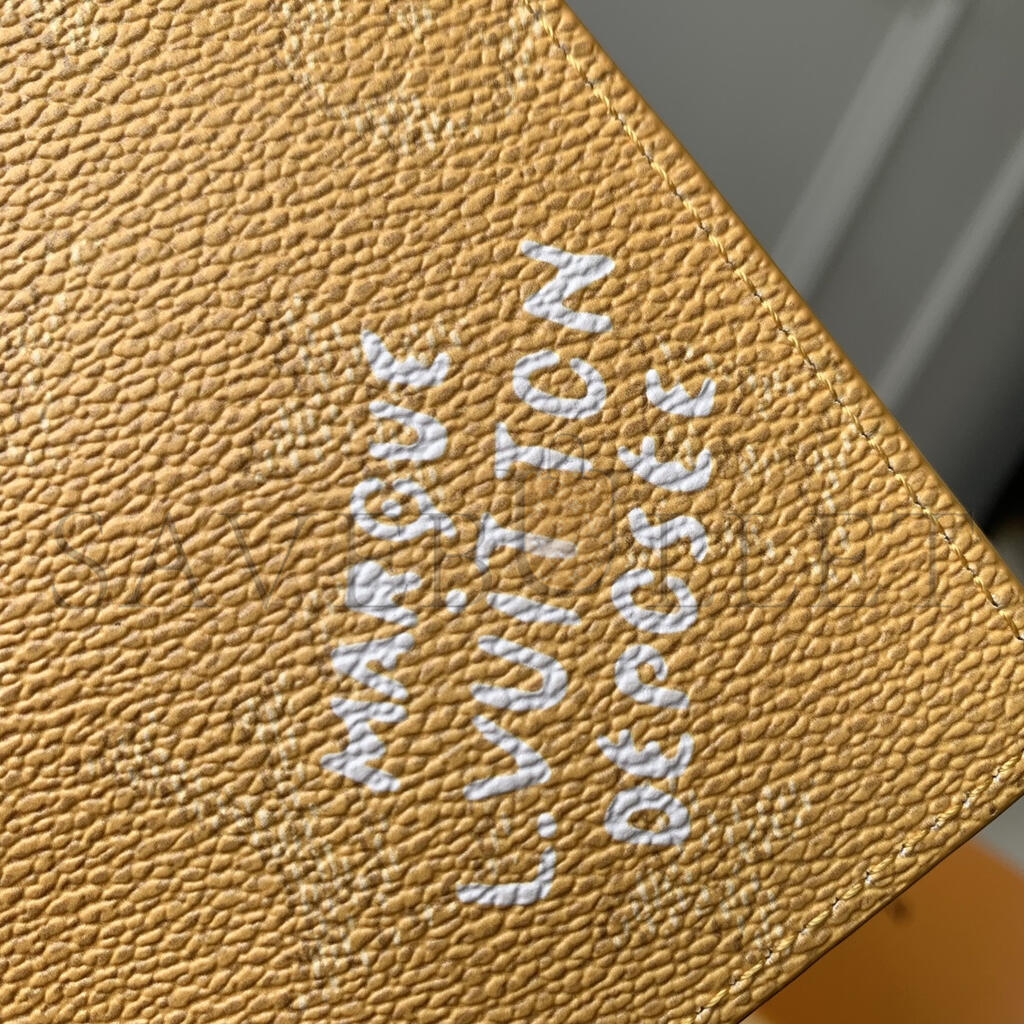 MARQUE
L. VUiTTON
DEPOSEE